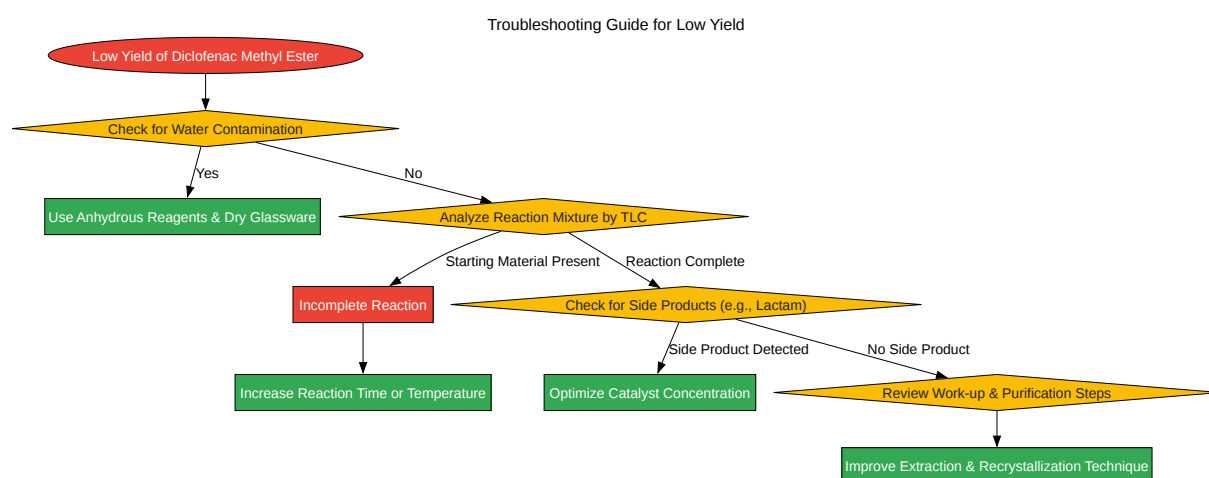 Troubleshooting Guide for Low Yield
Low Yield of Diclofenac Methyl Ester
Check for Water Contamination
Yes
No
Use Anhydrous Reagents & Dry Glassware
Analyze Reaction Mixture by TLC
Starting Material Present
Reaction Complete
Incomplete Reaction
Check for Side Products (e.g., Lactam)
Side Product Detected
No Side Product
Increase Reaction Time or Temperature
Optimize Catalyst Concentration
Review Work-up & Purification Steps
Improve Extraction & Recrystallization Technique